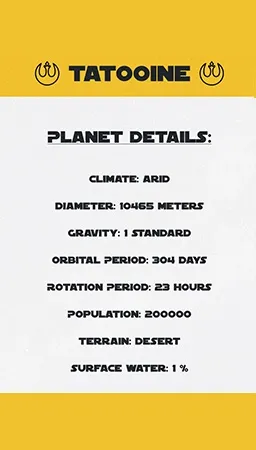 TATOOINE
PLANET DETAILS:
CLIMATE: ARID
DIAMETER: 10465 METERS
GRAVITY: 1 STANDARD
ORBITAL PERIOD: 304 DAYS
ROTATION PERIOD: 23 HOURS
POPULATION: 200000
TERRAIN: DESERT
SURFACE WATER: 1 %